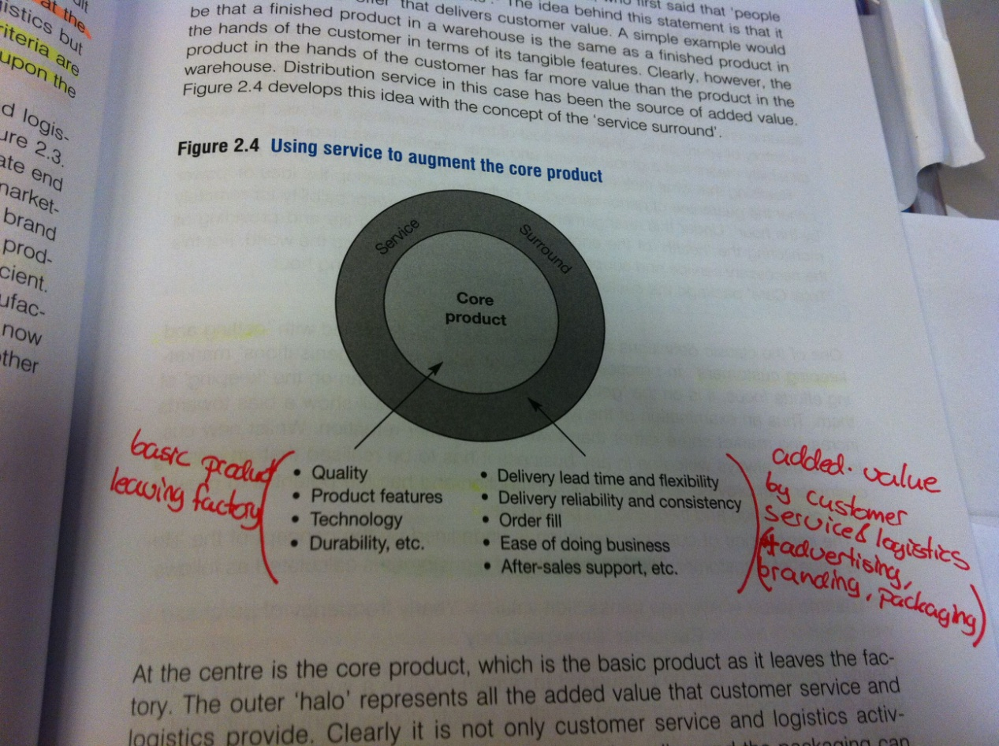 ult
at the
gistics but
riteria are
upon the
d logis-
ure 2.3.
ate end
market-
brand
prod-
cient.
ufac-
now
other
first said that 'people
that delivers customer value. A simple example would
The idea behind this statement is that it
be that a finished product in a warehouse is the same as a finished product in
the hands of the customer in terms of its tangible features. Clearly, however, the
product in the hands of the customer has far more value than the product in the
warehouse. Distribution service in this case has been the source of added value.
Figure 2.4 develops this idea with the concept of the 'service surround'.
Figure 2.4 Using service to augment the core product
Service Surround
Core
product
basic product
leaving factory
• Quality
• Product features
• Technology
• Durability, etc.
• Delivery lead time and flexibility
• Delivery reliability and consistency
• Order fill
• Ease of doing business
• After-sales support, etc.
added. value
by customer
service & logistics
(+advertising,
branding, packaging)
At the centre is the core product, which is the basic product as it leaves the fac-
tory. The outer 'halo' represents all the added value that customer service and
logistics provide. Clearly it is not only customer service and logistics activ-
the packaging can